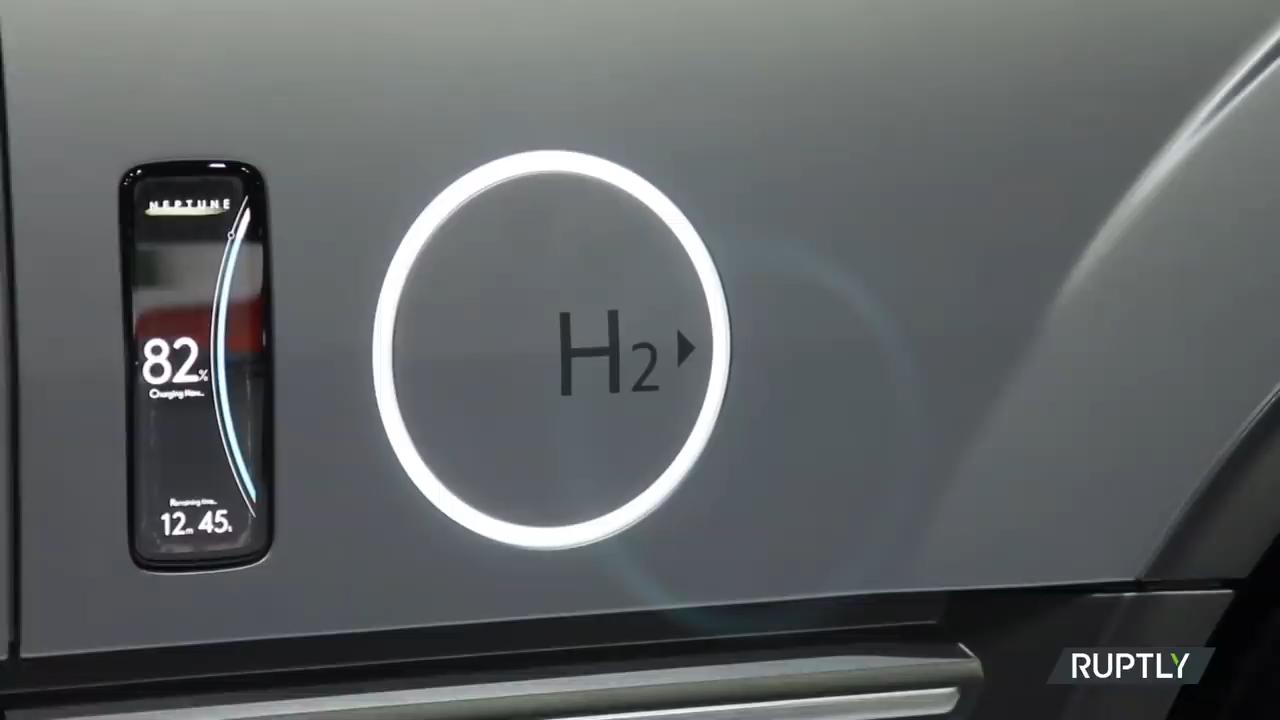 NEPTUNE
82%
Charging Now...
Remaining time...
12m 45s
H2
RUPTLY